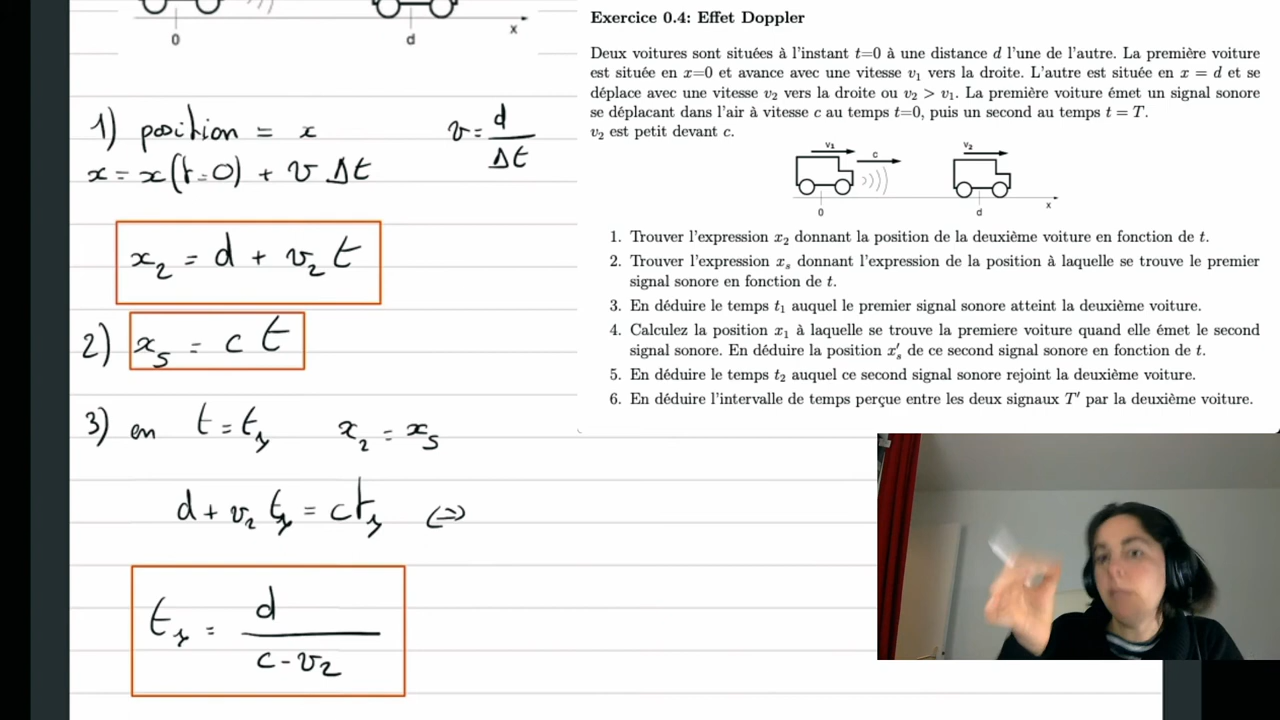 0
d
x
1) position = x
v = d / Δt
x = x(t=0) + v Δt
x₂ = d + v₂ t
2) x_s = c t
3) en t = t₁ x₂ = x_s
d + v₂ t₁ = c t₁ ⇔
t₁ = d / (c - v₂)
Exercice 0.4: Effet Doppler
Deux voitures sont situées à l'instant t=0 à une distance d l'une de l'autre. La première voiture
est située en x=0 et avance avec une vitesse v₁ vers la droite. L'autre est située en x = d et se
déplace avec une vitesse v₂ vers la droite ou v₂ > v₁. La première voiture émet un signal sonore
se déplacant dans l'air à vitesse c au temps t=0, puis un second au temps t = T.
v₂ est petit devant c.
v₁
c
v₂
0
d
x
1. Trouver l'expression x₂ donnant la position de la deuxième voiture en fonction de t.
2. Trouver l'expression x_s donnant l'expression de la position à laquelle se trouve le premier
signal sonore en fonction de t.
3. En déduire le temps t₁ auquel le premier signal sonore atteint la deuxième voiture.
4. Calculez la position x₁ à laquelle se trouve la premiere voiture quand elle émet le second
signal sonore. En déduire la position x′_s de ce second signal sonore en fonction de t.
5. En déduire le temps t₂ auquel ce second signal sonore rejoint la deuxième voiture.
6. En déduire l'intervalle de temps perçue entre les deux signaux T′ par la deuxième voiture.